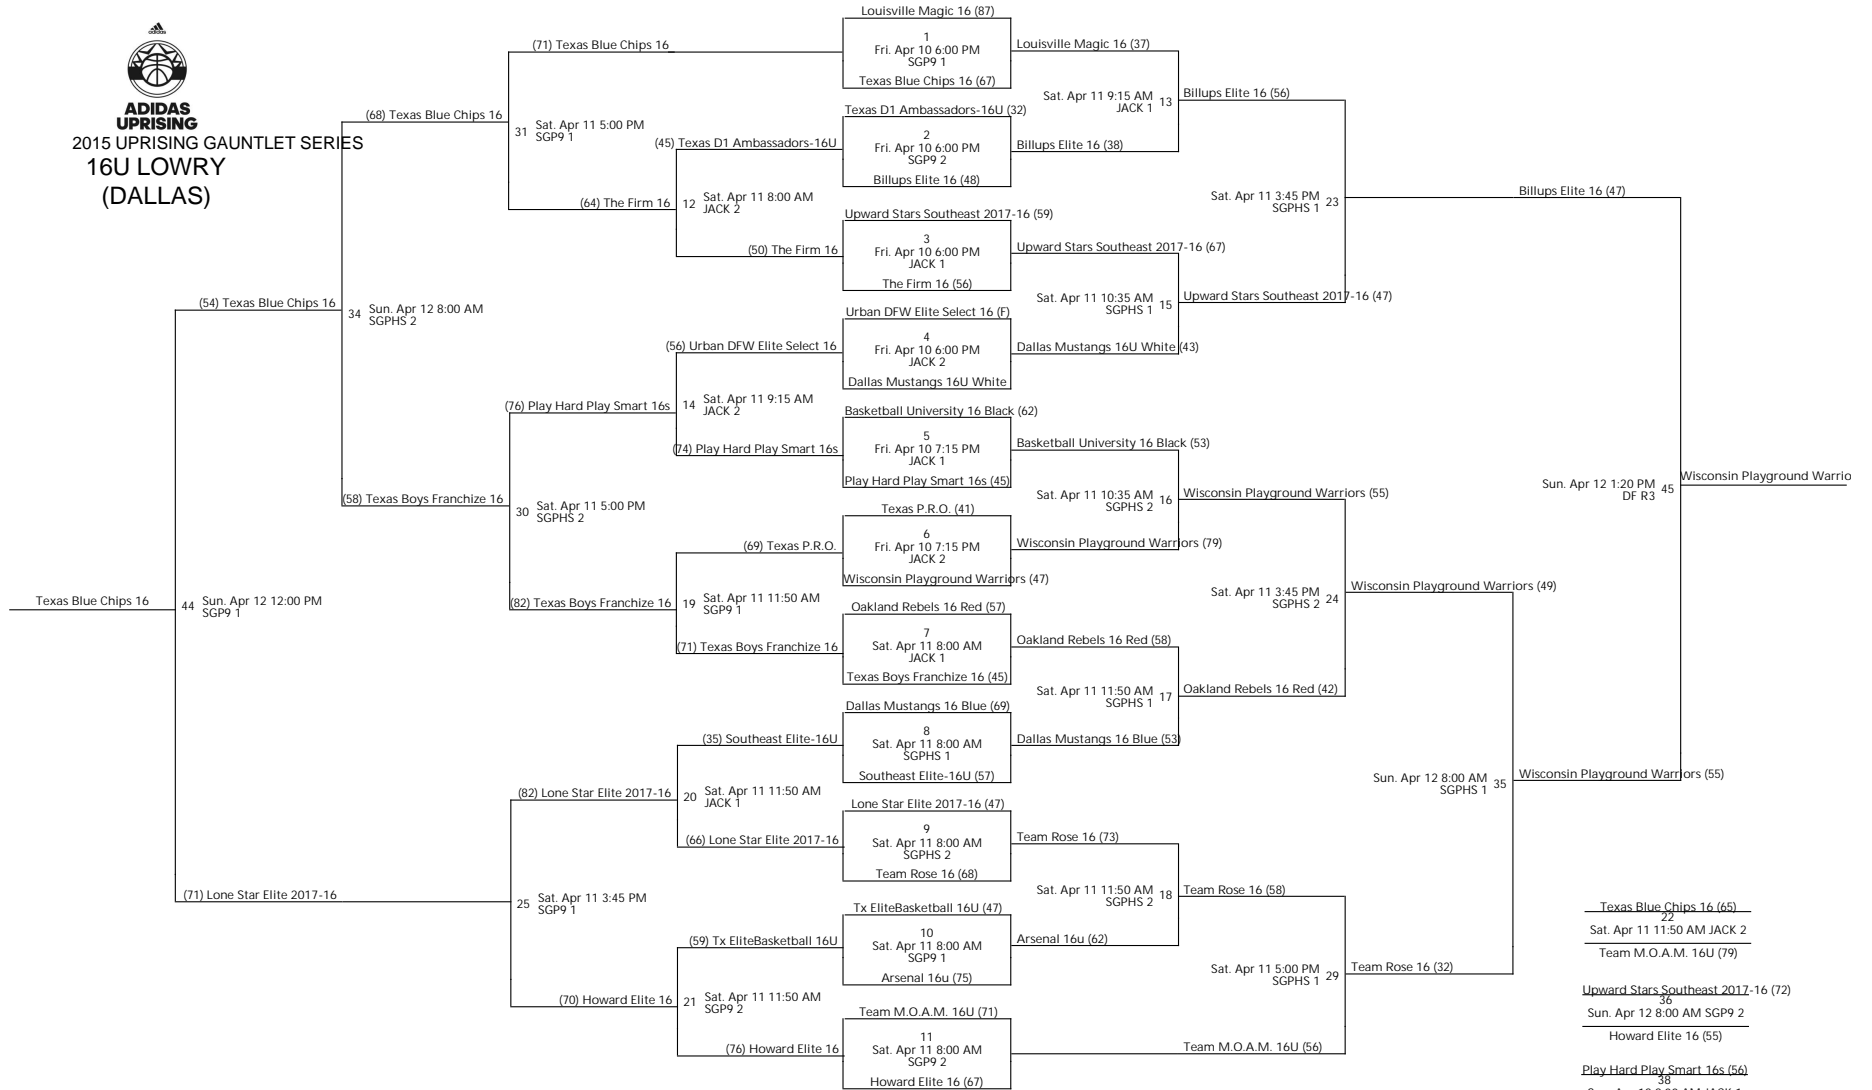 adidas
ADIDAS
UPRISING
2015 UPRISING GAUNTLET SERIES
16U LOWRY
(DALLAS)
Texas Blue Chips 16
44 Sun. Apr 12 12:00 PM
SGP9 1
(54) Texas Blue Chips 16
(71) Lone Star Elite 2017-16
34 Sun. Apr 12 8:00 AM
SGPHS 2
(68) Texas Blue Chips 16
(58) Texas Boys Franchize 16
(71) Texas Blue Chips 16
31 Sat. Apr 11 5:00 PM
SGP9 1
(64) The Firm 16
(76) Play Hard Play Smart 16s
30 Sat. Apr 11 5:00 PM
SGPHS 2
(82) Texas Boys Franchize 16
(82) Lone Star Elite 2017-16
25 Sat. Apr 11 3:45 PM
SGP9 1
(70) Howard Elite 16
(45) Texas D1 Ambassadors-16U
12 Sat. Apr 11 8:00 AM
JACK 2
(50) The Firm 16
(56) Urban DFW Elite Select 16
14 Sat. Apr 11 9:15 AM
JACK 2
(74) Play Hard Play Smart 16s
(69) Texas P.R.O.
19 Sat. Apr 11 11:50 AM
SGP9 1
(71) Texas Boys Franchize 16
(35) Southeast Elite-16U
20 Sat. Apr 11 11:50 AM
JACK 1
(66) Lone Star Elite 2017-16
(59) Tx EliteBasketball 16U
21 Sat. Apr 11 11:50 AM
SGP9 2
(76) Howard Elite 16
Louisville Magic 16 (87)
1
Fri. Apr 10 6:00 PM
SGP9 1
Texas Blue Chips 16 (67)
Texas D1 Ambassadors-16U (32)
2
Fri. Apr 10 6:00 PM
SGP9 2
Billups Elite 16 (48)
Upward Stars Southeast 2017-16 (59)
3
Fri. Apr 10 6:00 PM
JACK 1
The Firm 16 (56)
Urban DFW Elite Select 16 (F)
4
Fri. Apr 10 6:00 PM
JACK 2
Dallas Mustangs 16U White
Basketball University 16 Black (62)
5
Fri. Apr 10 7:15 PM
JACK 1
Play Hard Play Smart 16s (45)
Texas P.R.O. (41)
6
Fri. Apr 10 7:15 PM
JACK 2
Wisconsin Playground Warriors (47)
Oakland Rebels 16 Red (57)
7
Sat. Apr 11 8:00 AM
JACK 1
Texas Boys Franchize 16 (45)
Dallas Mustangs 16 Blue (69)
8
Sat. Apr 11 8:00 AM
SGPHS 1
Southeast Elite-16U (57)
Lone Star Elite 2017-16 (47)
9
Sat. Apr 11 8:00 AM
SGPHS 2
Team Rose 16 (68)
Tx EliteBasketball 16U (47)
10
Sat. Apr 11 8:00 AM
SGP9 1
Arsenal 16u (75)
Team M.O.A.M. 16U (71)
11
Sat. Apr 11 8:00 AM
SGP9 2
Howard Elite 16 (67)
Louisville Magic 16 (37)
Sat. Apr 11 9:15 AM 13
JACK 1
Billups Elite 16 (38)
Upward Stars Southeast 2017-16 (67)
Sat. Apr 11 10:35 AM 15
SGPHS 1
Dallas Mustangs 16U White (43)
Basketball University 16 Black (53)
Sat. Apr 11 10:35 AM 16
SGPHS 2
Wisconsin Playground Warriors (79)
Oakland Rebels 16 Red (58)
Sat. Apr 11 11:50 AM 17
SGPHS 1
Dallas Mustangs 16 Blue (53)
Team Rose 16 (73)
Sat. Apr 11 11:50 AM 18
SGPHS 2
Arsenal 16u (62)
Billups Elite 16 (56)
Sat. Apr 11 3:45 PM 23
SGPHS 1
Upward Stars Southeast 2017-16 (47)
Wisconsin Playground Warriors (55)
Sat. Apr 11 3:45 PM 24
SGPHS 2
Oakland Rebels 16 Red (42)
Team Rose 16 (58)
Sat. Apr 11 5:00 PM 29
SGPHS 1
Team M.O.A.M. 16U (56)
Wisconsin Playground Warriors (49)
Sun. Apr 12 8:00 AM 35
SGPHS 1
Team Rose 16 (32)
Billups Elite 16 (47)
Sun. Apr 12 1:20 PM 45
DF R3
Wisconsin Playground Warriors (55)
Wisconsin Playground Warrio
Texas Blue Chips 16 (65)
22
Sat. Apr 11 11:50 AM JACK 2
Team M.O.A.M. 16U (79)
Upward Stars Southeast 2017-16 (72)
36
Sun. Apr 12 8:00 AM SGP9 2
Howard Elite 16 (55)
Play Hard Play Smart 16s (56)
38